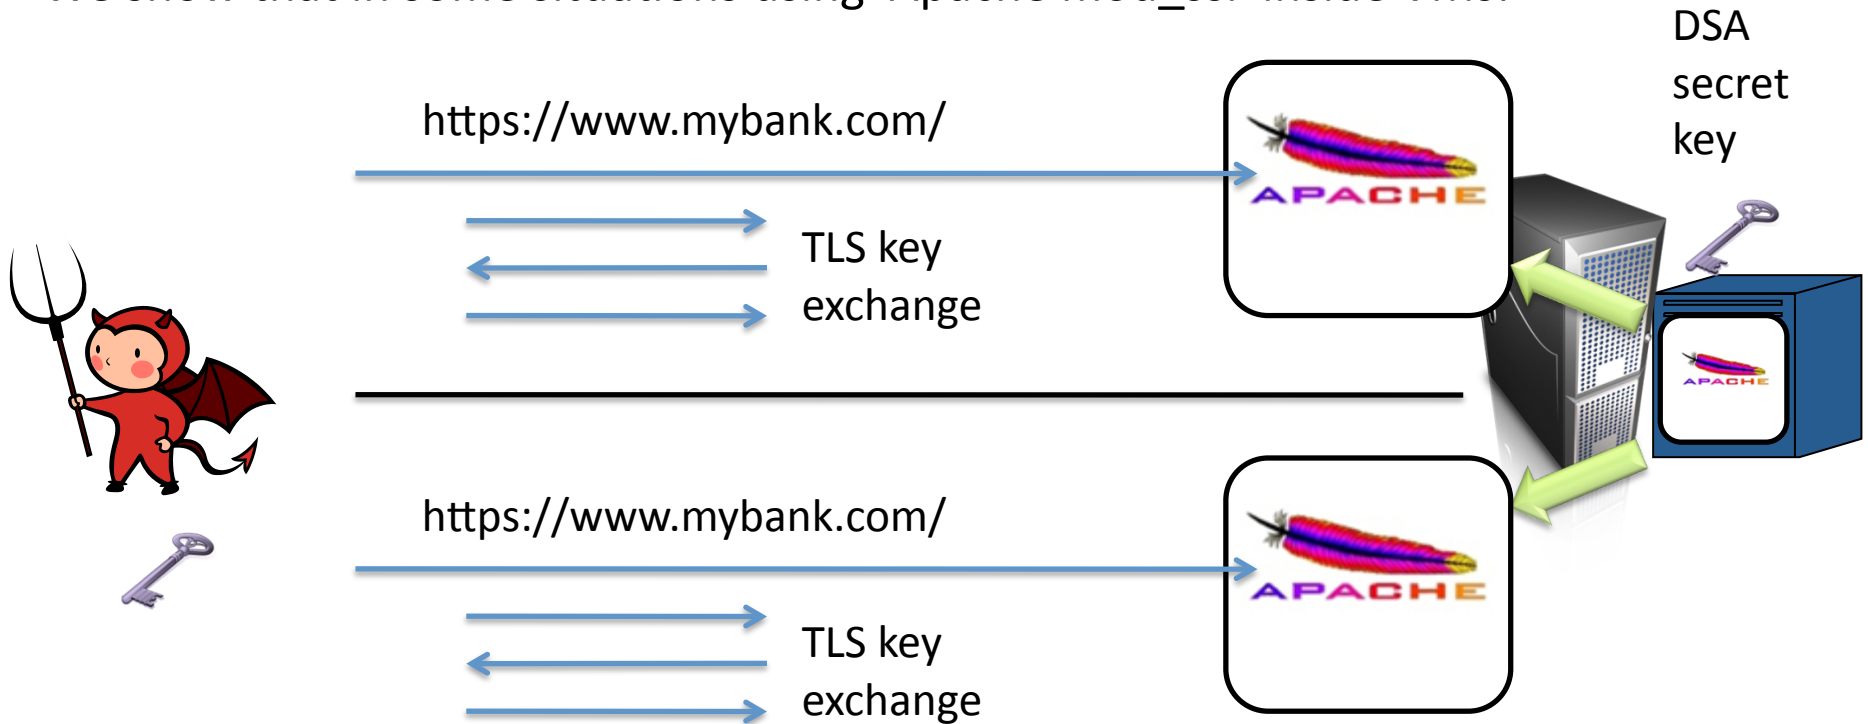 https://www.mybank.com/
DSA
secret
key
APACHE
TLS key
exchange
APACHE
https://www.mybank.com/
APACHE
TLS key
exchange